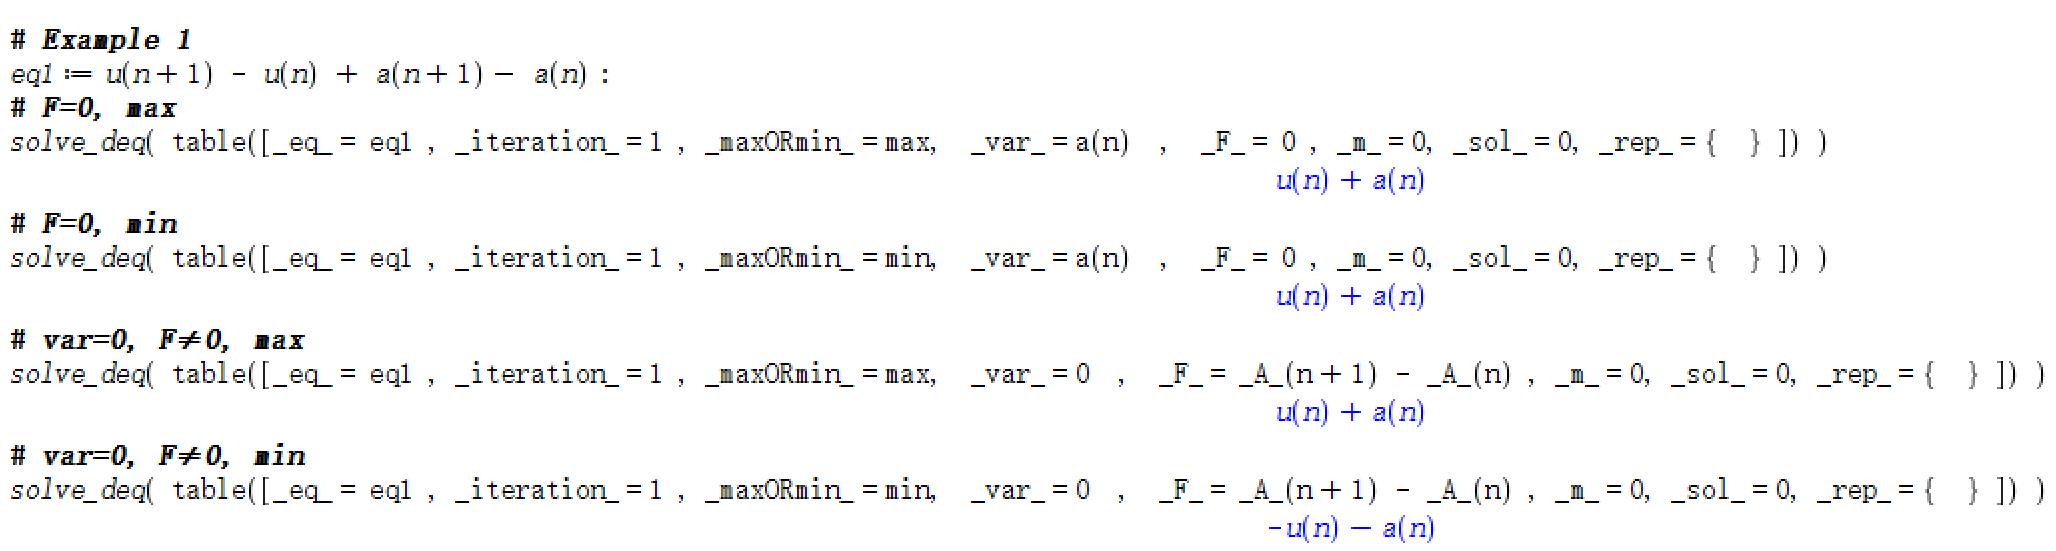 # Example 1
eq1 := u(n+1) - u(n) + a(n+1) - a(n) :
# F=0, max
solve_deq( table([_eq_ = eq1 , _iteration_ = 1 , _maxORmin_ = max, _var_ = a(n) , _F_ = 0 , _m_ = 0, _sol_ = 0, _rep_ = { } ]) )
u(n) + a(n)
# F=0, min
solve_deq( table([_eq_ = eq1 , _iteration_ = 1 , _maxORmin_ = min, _var_ = a(n) , _F_ = 0 , _m_ = 0, _sol_ = 0, _rep_ = { } ]) )
u(n) + a(n)
# var=0, F≠0, max
solve_deq( table([_eq_ = eq1 , _iteration_ = 1 , _maxORmin_ = max, _var_ = 0 , _F_ = _A_(n+1) - _A_(n) , _m_ = 0, _sol_ = 0, _rep_ = { } ]) )
u(n) + a(n)
# var=0, F≠0, min
solve_deq( table([_eq_ = eq1 , _iteration_ = 1 , _maxORmin_ = min, _var_ = 0 , _F_ = _A_(n+1) - _A_(n) , _m_ = 0, _sol_ = 0, _rep_ = { } ]) )
-u(n) - a(n)